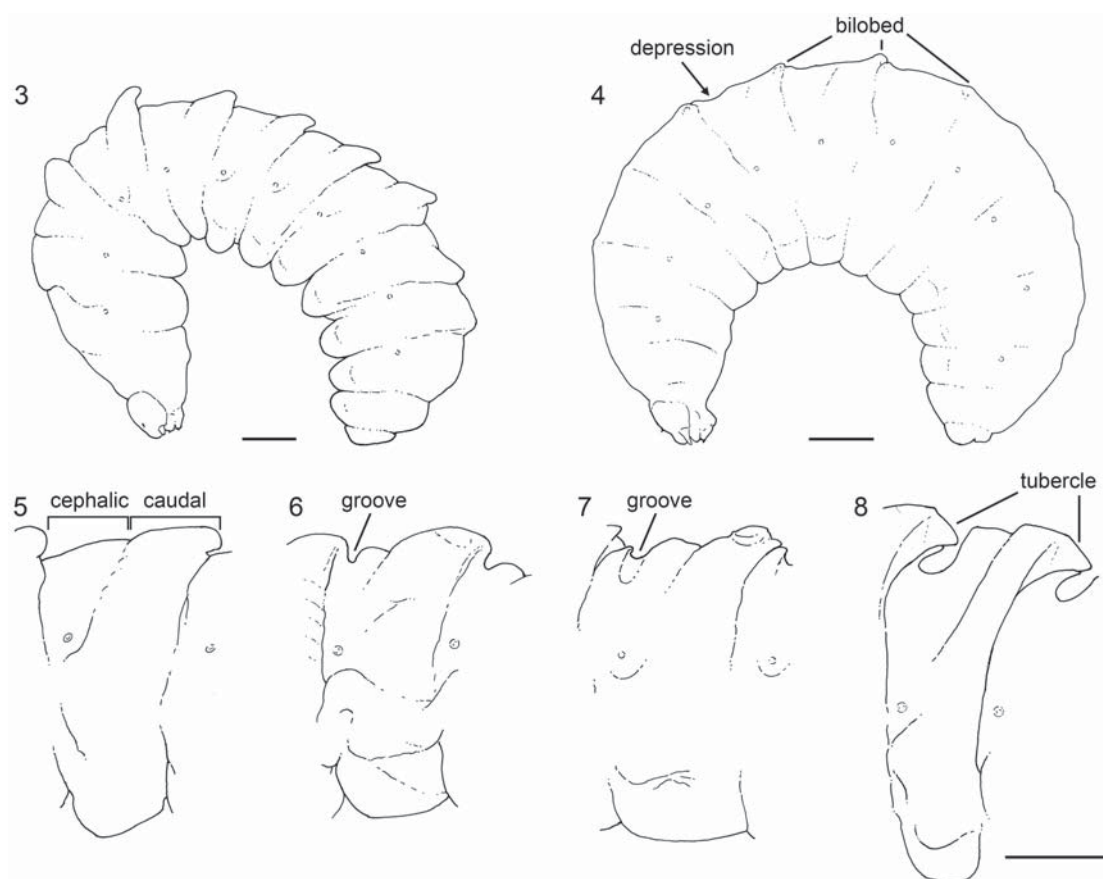 3
depression
bilobed
4
5 cephalic caudal
6 groove
7 groove
8 tubercle